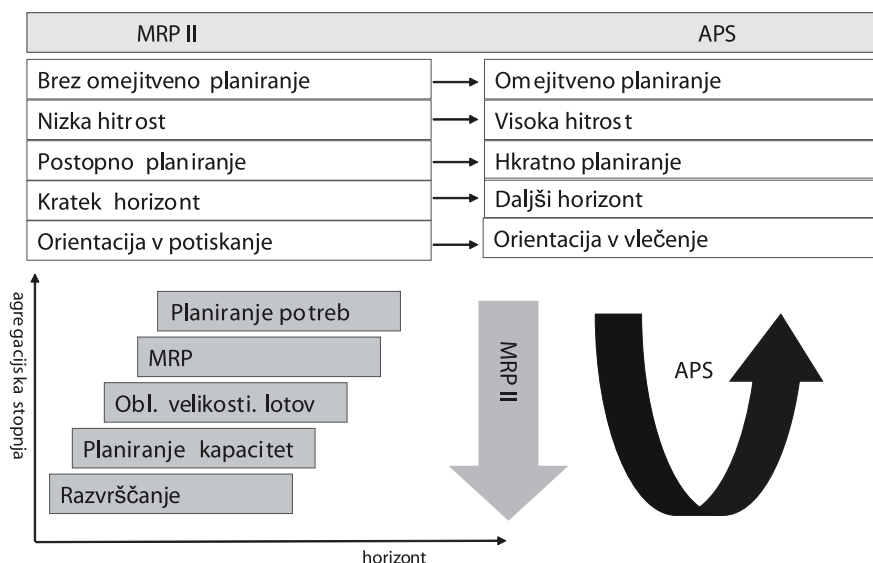 MRP II
APS
Brez omejitveno planiranje
Omejitveno planiranje
Nizka hitrost
Visoka hitrost
Postopno planiranje
Hkratno planiranje
Kratek horizont
Daljši horizont
Orientacija v potiskanje
Orientacija v vlečenje
agregacijska stopnja
Planiranje potreb
MRP
Obl. velikosti. lotov
Planiranje kapacitet
Razvrščanje
MRP II
APS
horizont